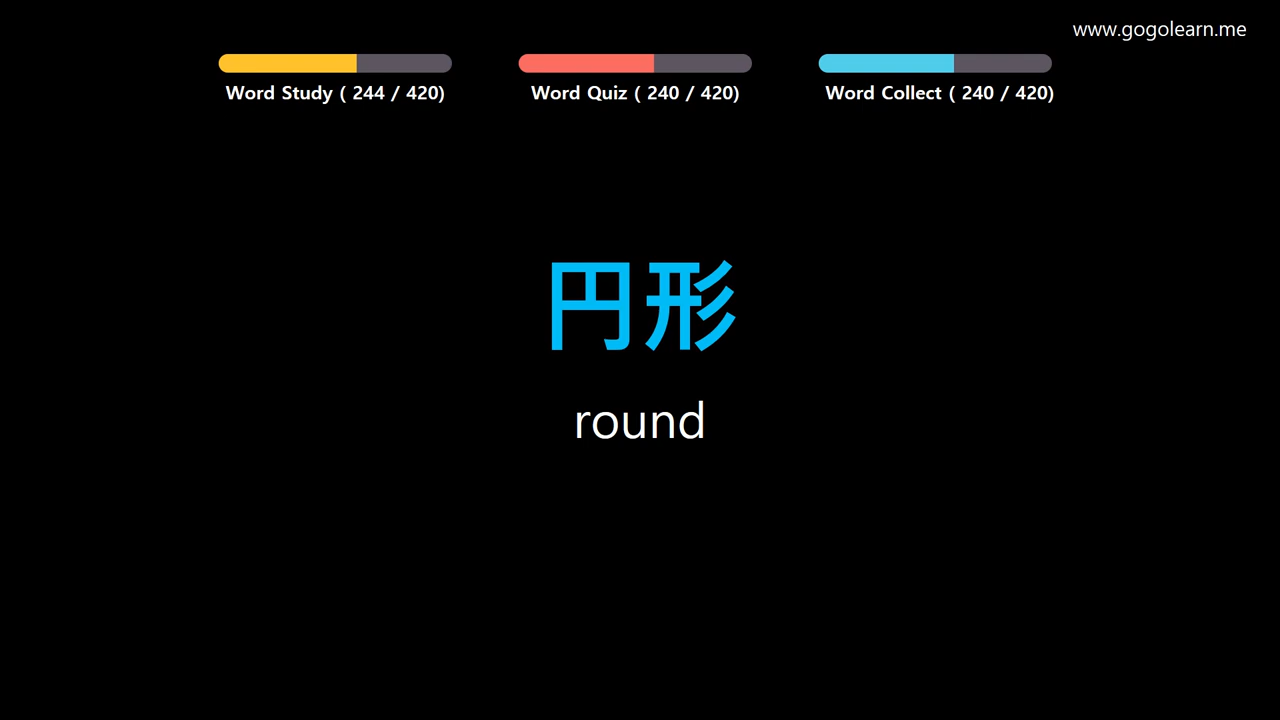 www.gogolearn.me
Word Study ( 244 / 420)
Word Quiz ( 240 / 420)
Word Collect ( 240 / 420)
円形
round